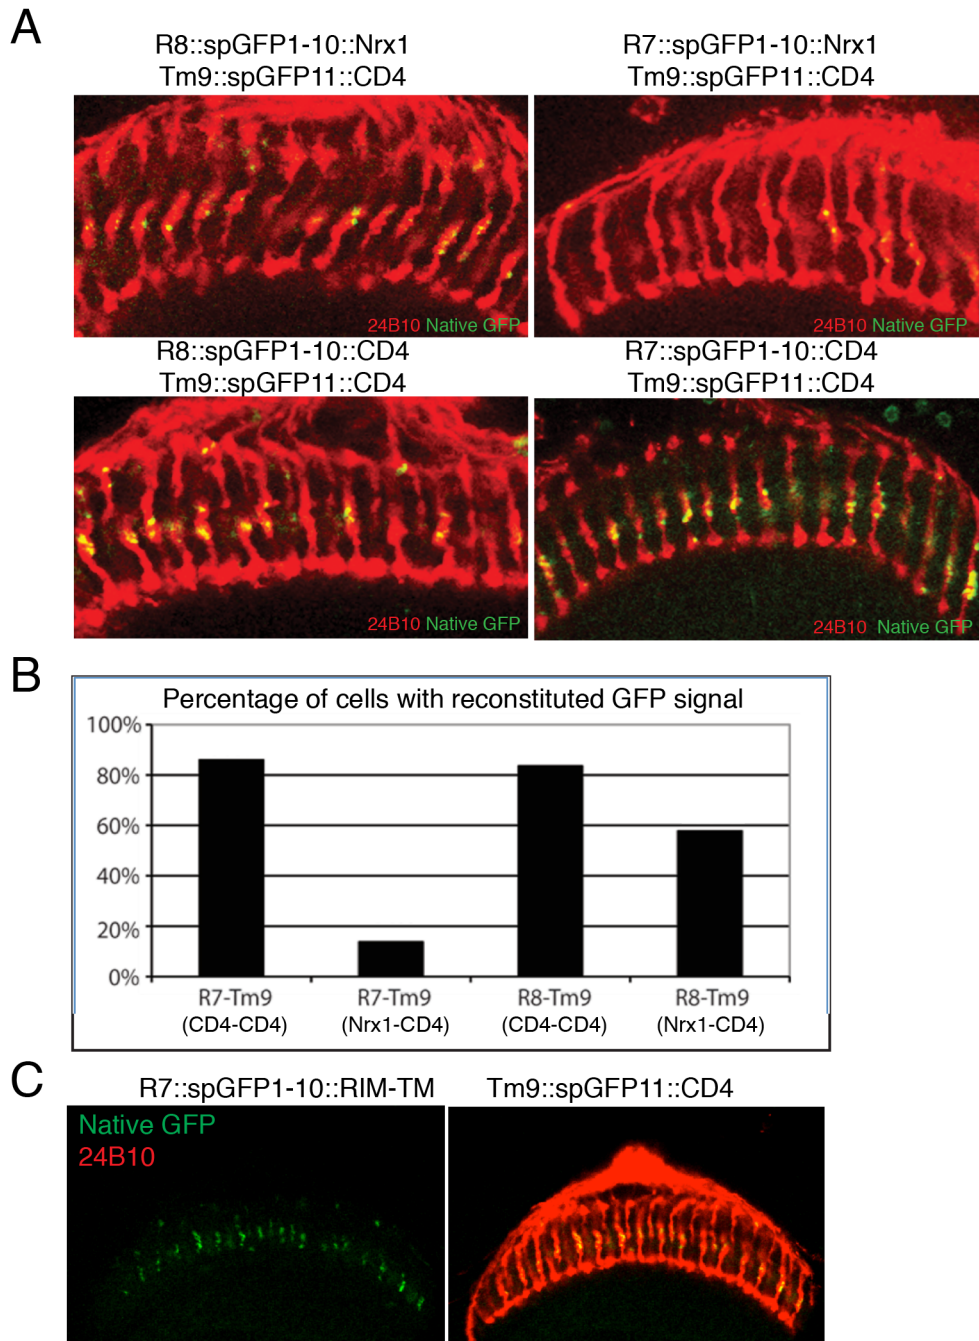 A
R8::spGFP1-10::Nrx1
Tm9::spGFP11::CD4
R7::spGFP1-10::Nrx1
Tm9::spGFP11::CD4
24B10 Native GFP
24B10 Native GFP
R8::spGFP1-10::CD4
Tm9::spGFP11::CD4
R7::spGFP1-10::CD4
Tm9::spGFP11::CD4
24B10 Native GFP
24B10 Native GFP
B
Percentage of cells with reconstituted GFP signal
100%
80%
60%
40%
20%
0%
R7-Tm9
(CD4-CD4)
R7-Tm9
(Nrx1-CD4)
R8-Tm9
(CD4-CD4)
R8-Tm9
(Nrx1-CD4)
C
R7::spGFP1-10::RIM-TM Tm9::spGFP11::CD4
Native GFP
24B10